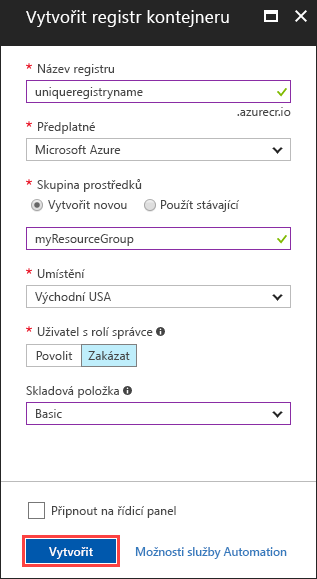 Vytvořit registr kontejneru
* Název registru
uniqueregistryname
.azurecr.io
* Předplatné
Microsoft Azure
* Skupina prostředků
Vytvořit novou Použít stávající
myResourceGroup
* Umístění
Východní USA
* Uživatel s rolí správce
Povolit Zakázat
Skladová položka
Basic
Připnout na řídicí panel
Vytvořit Možnosti služby Automation